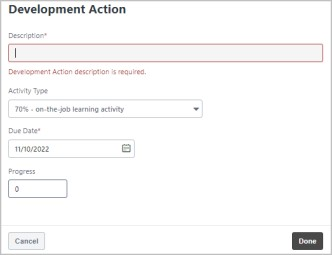 Development Action
Description*
Development Action description is required.
Activity Type
70% - on-the-job learning activity
Due Date*
11/10/2022
Progress
0
Cancel
Done